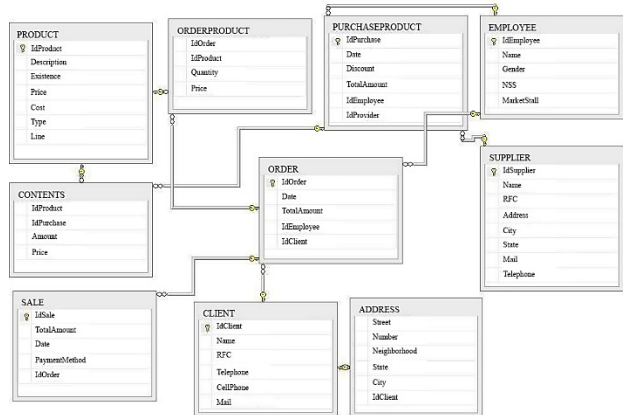 PRODUCT
IdProduct
Description
Existence
Price
Cost
Type
Line
ORDERPRODUCT
IdOrder
IdProduct
Quantity
Price
PURCHASEPRODUCT
IdPurchase
Date
Discount
TotalAmount
IdEmployee
IdProvider
EMPLOYEE
IdEmployee
Name
Gender
NSS
MarketStall
CONTENTS
IdProduct
IdPurchase
Amount
Price
ORDER
IdOrder
Date
TotalAmount
IdEmployee
IdClient
SUPPLIER
IdSupplier
Name
RFC
Address
City
State
Mail
Telephone
SALE
IdSale
TotalAmount
Date
PaymentMethod
IdOrder
CLIENT
IdClient
Name
RFC
Telephone
CellPhone
Mail
ADDRESS
Street
Number
Neighborhood
State
City
IdClient